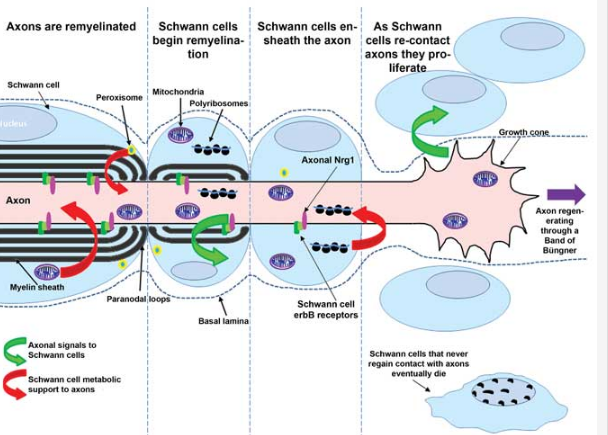 Axons are remyelinated
Schwann cells
begin remyelina-
tion
Schwann cells en-
sheath the axon
As Schwann
cells re-contact
axons they pro-
liferate
Schwann cell
Peroxisome
Mitochondria
Polyribosomes
nucleus
Growth cone
Axonal Nrg1
Axon
Axon regen-
erating
through a
Band of
Büngner
Myelin sheath
Paranodal loops
Basal lamina
Schwann cell
erbB receptors
Axonal signals to
Schwann cells
Schwann cell metabolic
support to axons
Schwann cells that never
regain contact with axons
eventually die